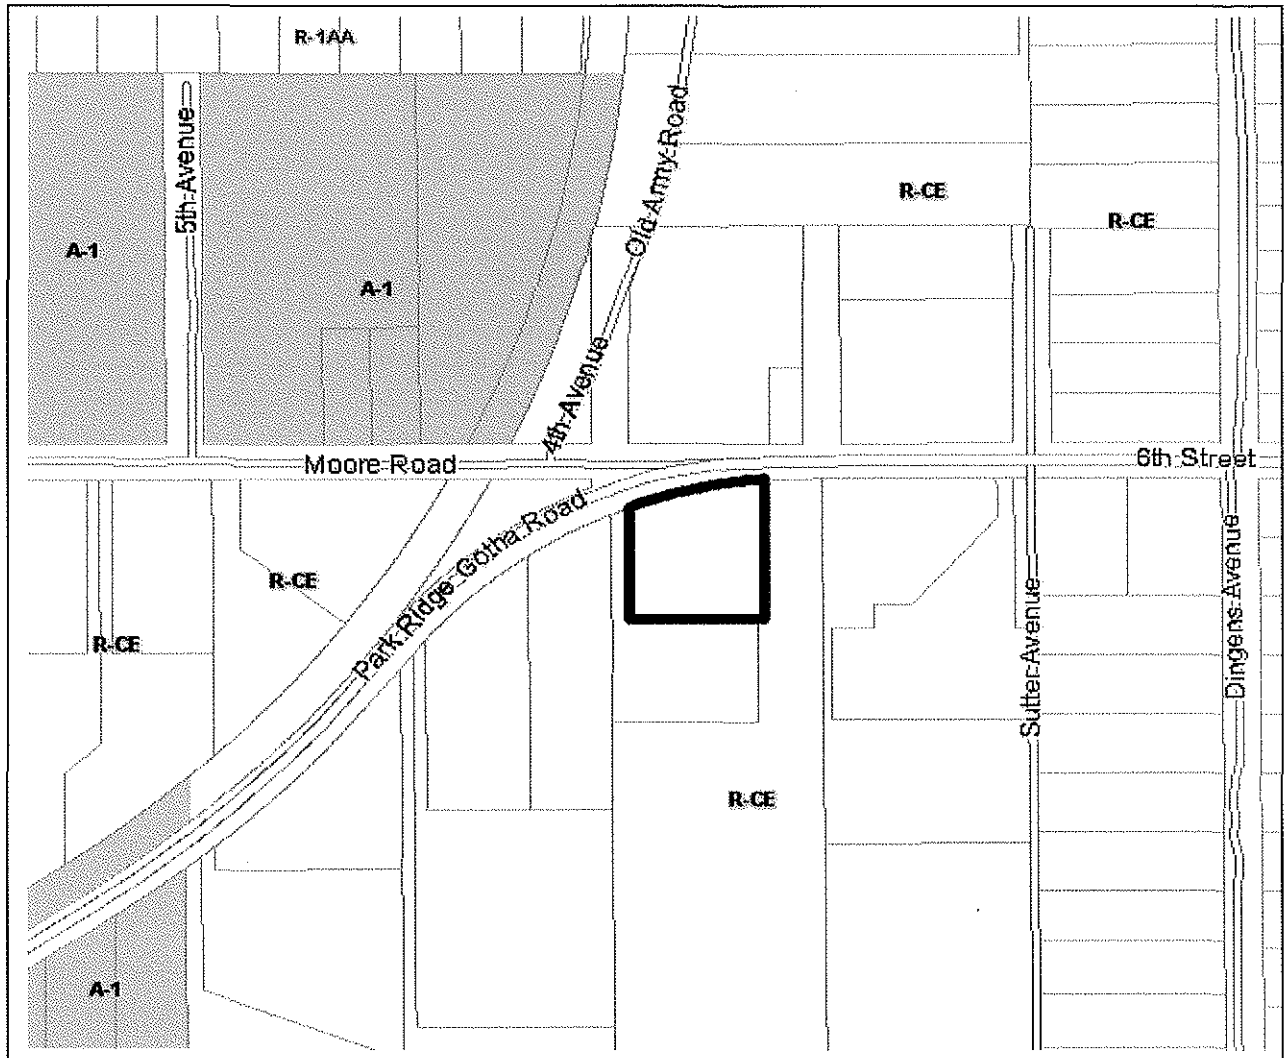 R-1AA
5th Avenue
Old Army Road
R-CE
R-CE
A-1
A-1
4th Avenue
Moore Road
6th Street
Park Ridge Gotha Road
R-CE
R-CE
Sutter Avenue
Dingens Avenue
R-CE
A-1